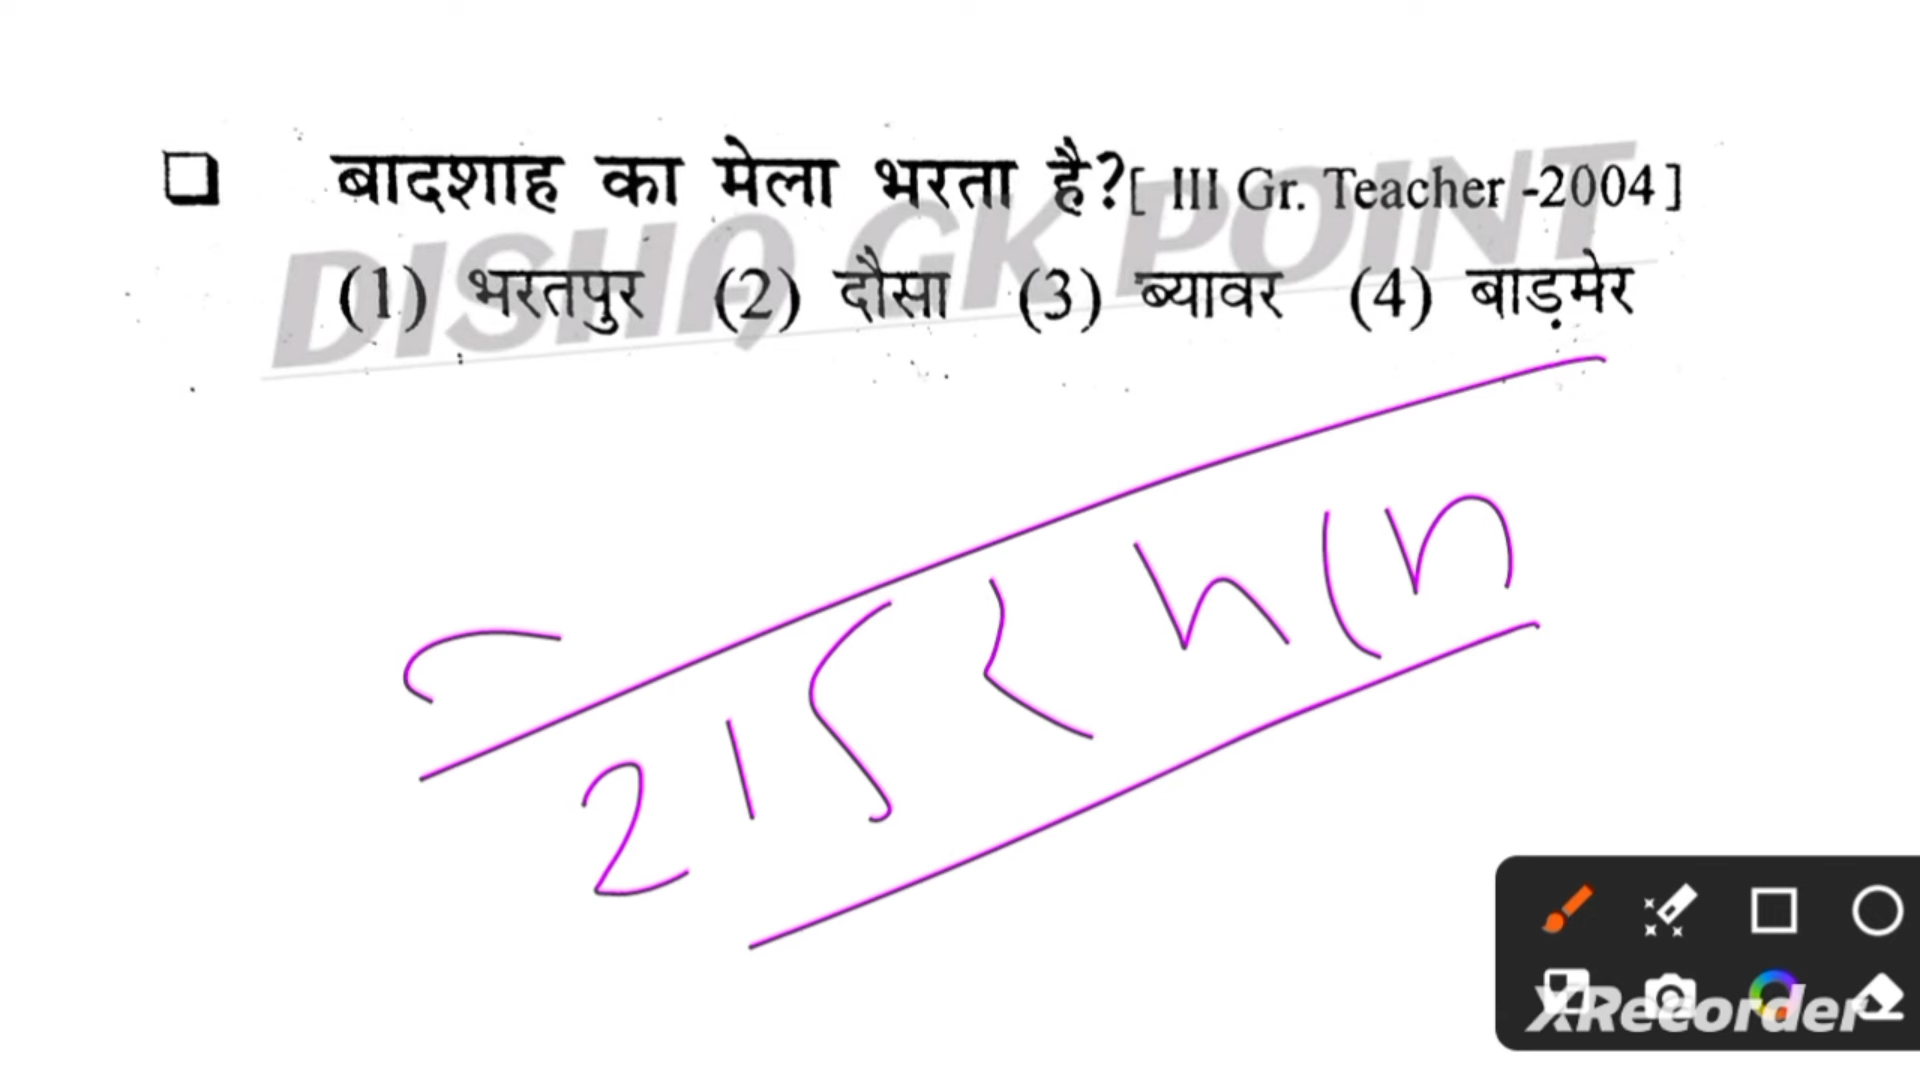 बादशाह का मेला भरता है?[ III Gr. Teacher -2004]
(1) भरतपुर (2) दौसा (3) ब्यावर (4) बाड़मेर
DISHA GK POINT
XRecorder